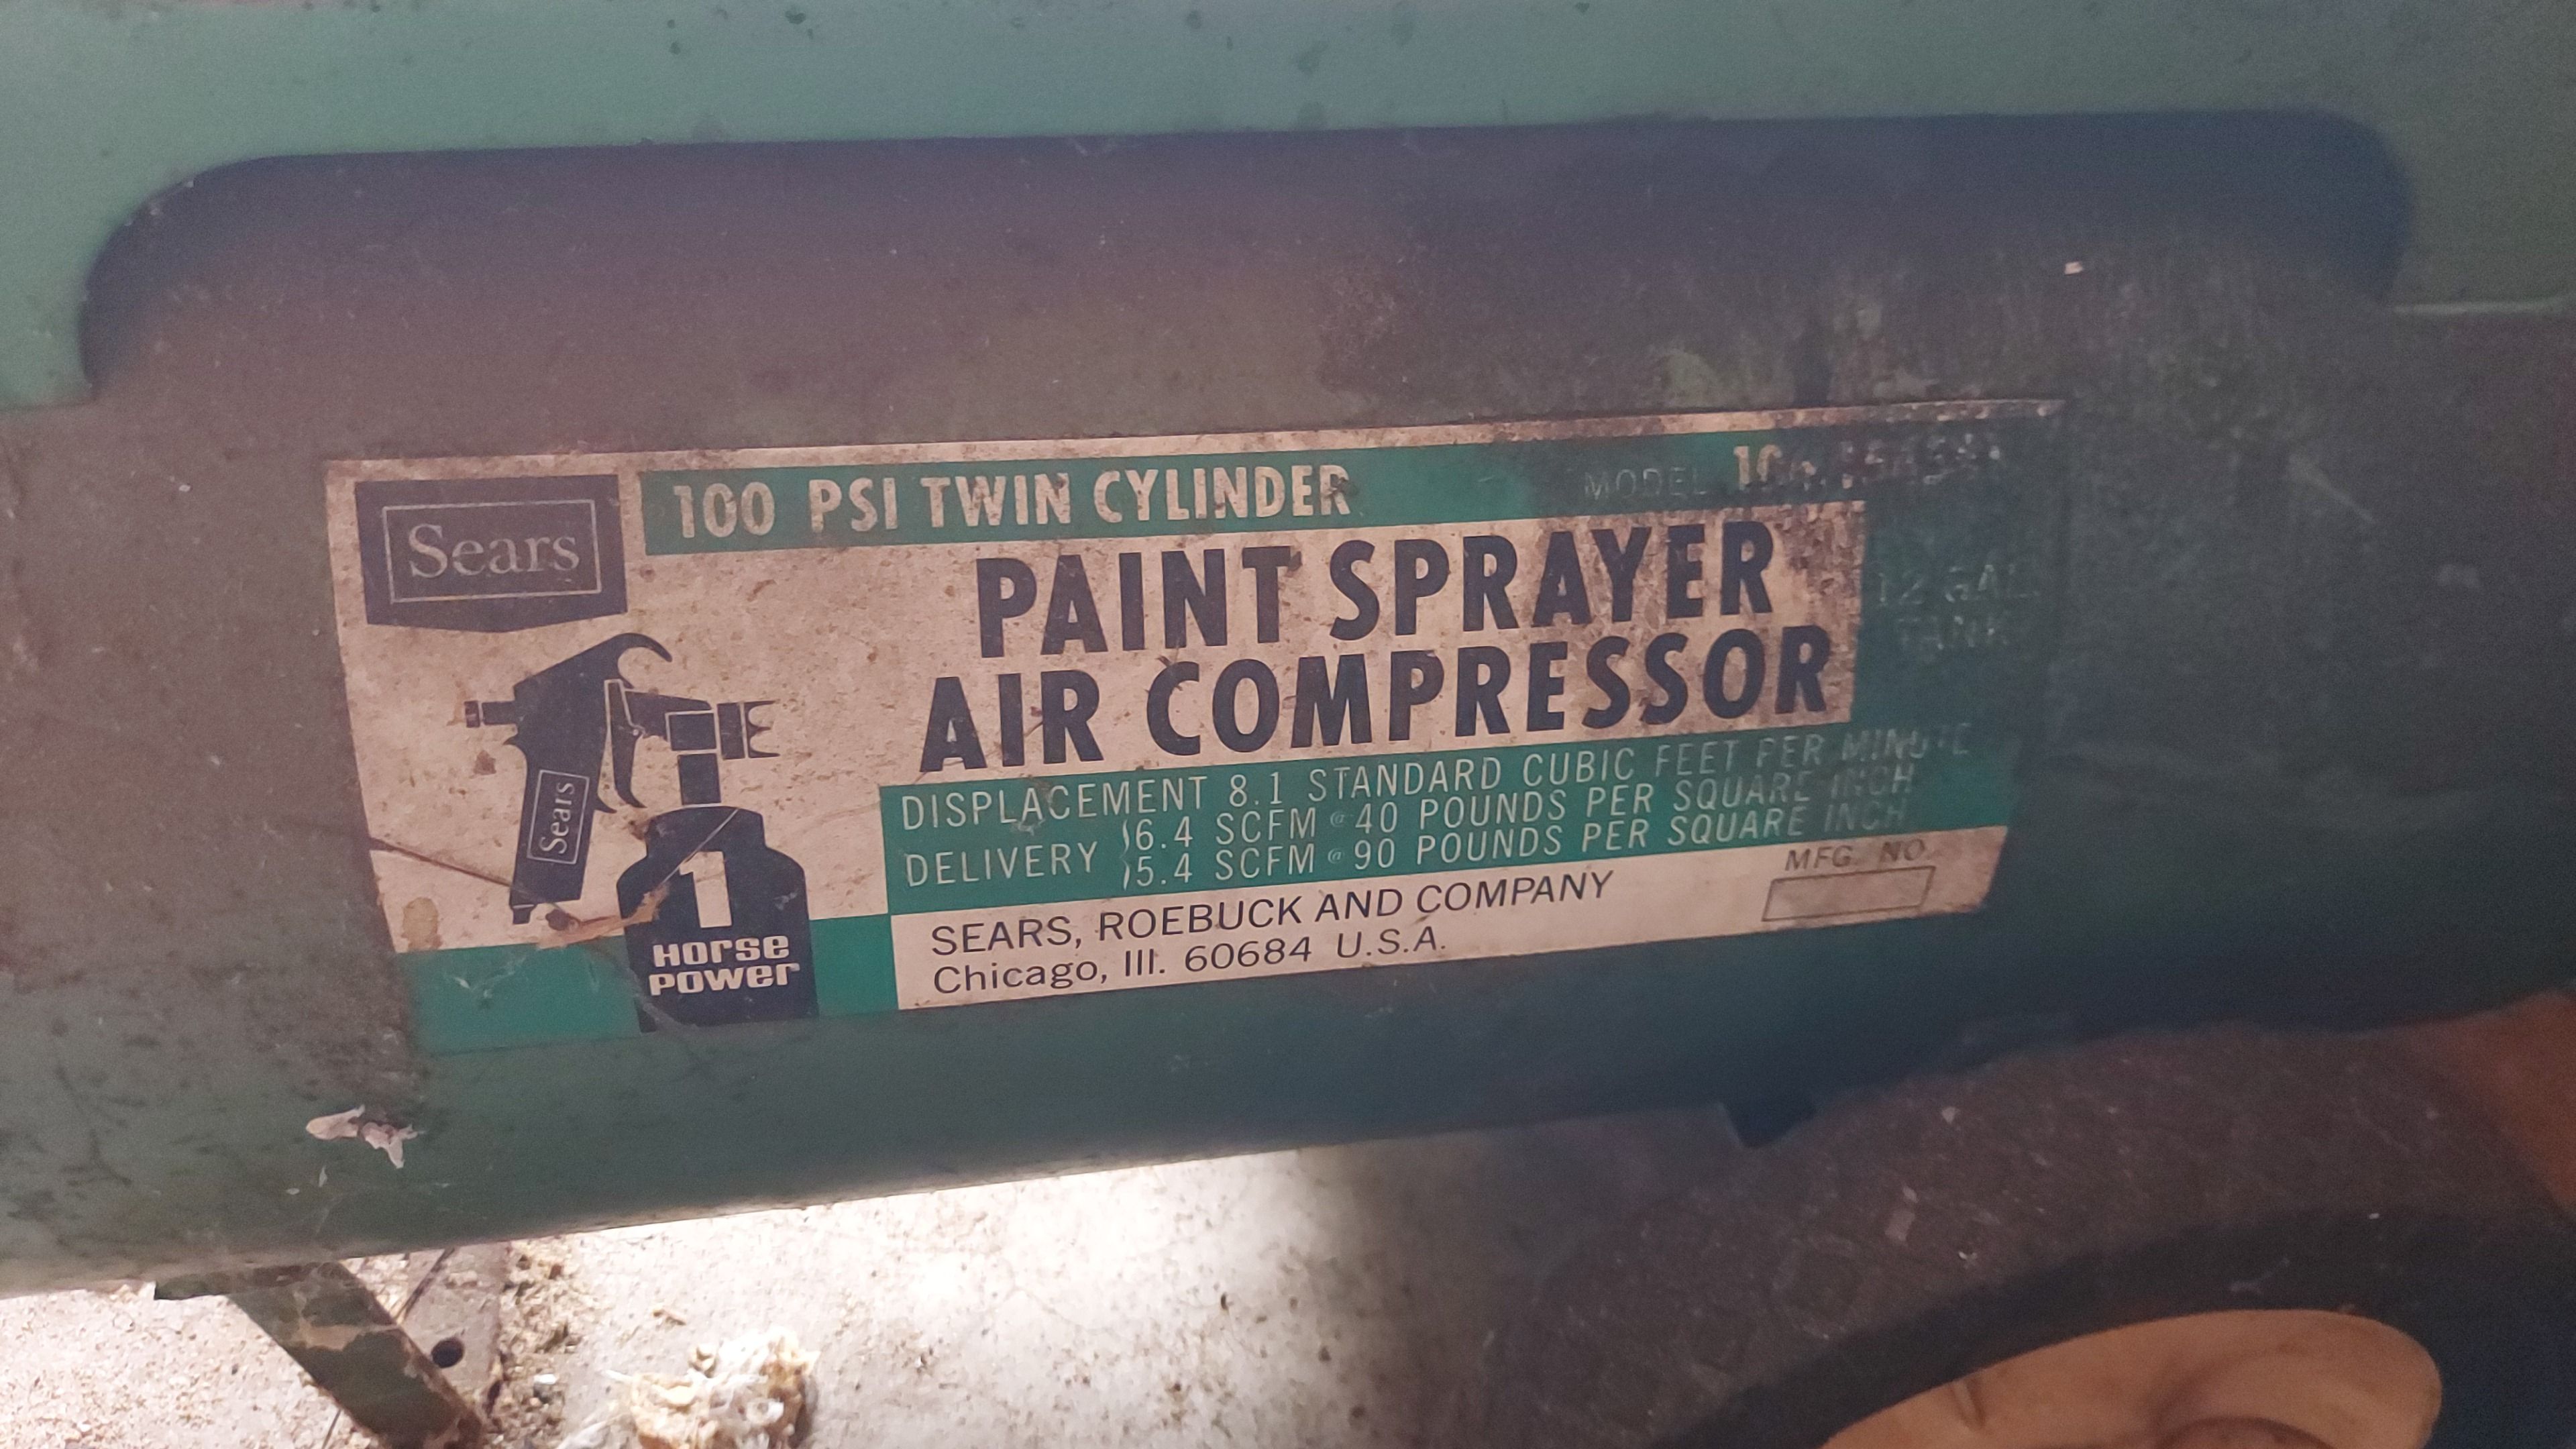 Sears
100 PSI TWIN CYLINDER MODEL
PAINT SPRAYER
AIR COMPRESSOR
12 GAL.
TANK
DISPLACEMENT 8.1 STANDARD CUBIC FEET PER MINUTE
DELIVERY 6.4 SCFM @ 40 POUNDS PER SQUARE INCH
5.4 SCFM @ 90 POUNDS PER SQUARE INCH
Sears
1
HORSE
POWER
SEARS, ROEBUCK AND COMPANY
Chicago, Ill. 60684 U.S.A.
MFG. NO.